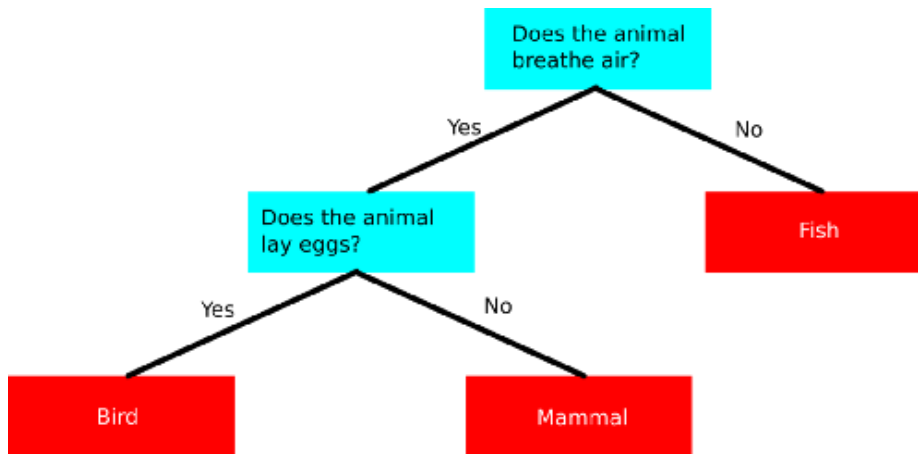 Does the animal
breathe air?
Yes
No
Does the animal
lay eggs?
Fish
Yes
No
Bird
Mammal